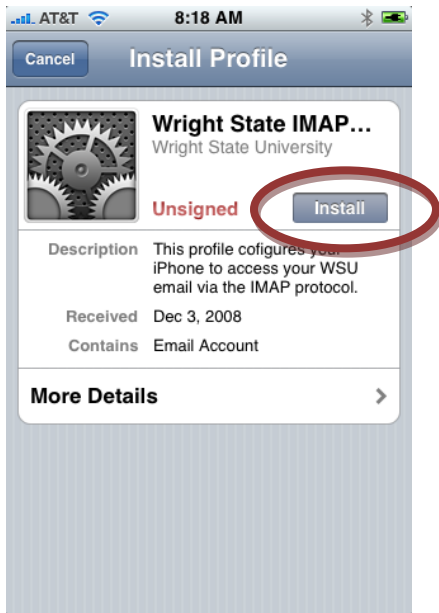 AT&T 8:18 AM
Cancel Install Profile
Wright State IMAP...
Wright State University
Unsigned Install
Description This profile cofigures your
iPhone to access your WSU
email via the IMAP protocol.
Received Dec 3, 2008
Contains Email Account
More Details